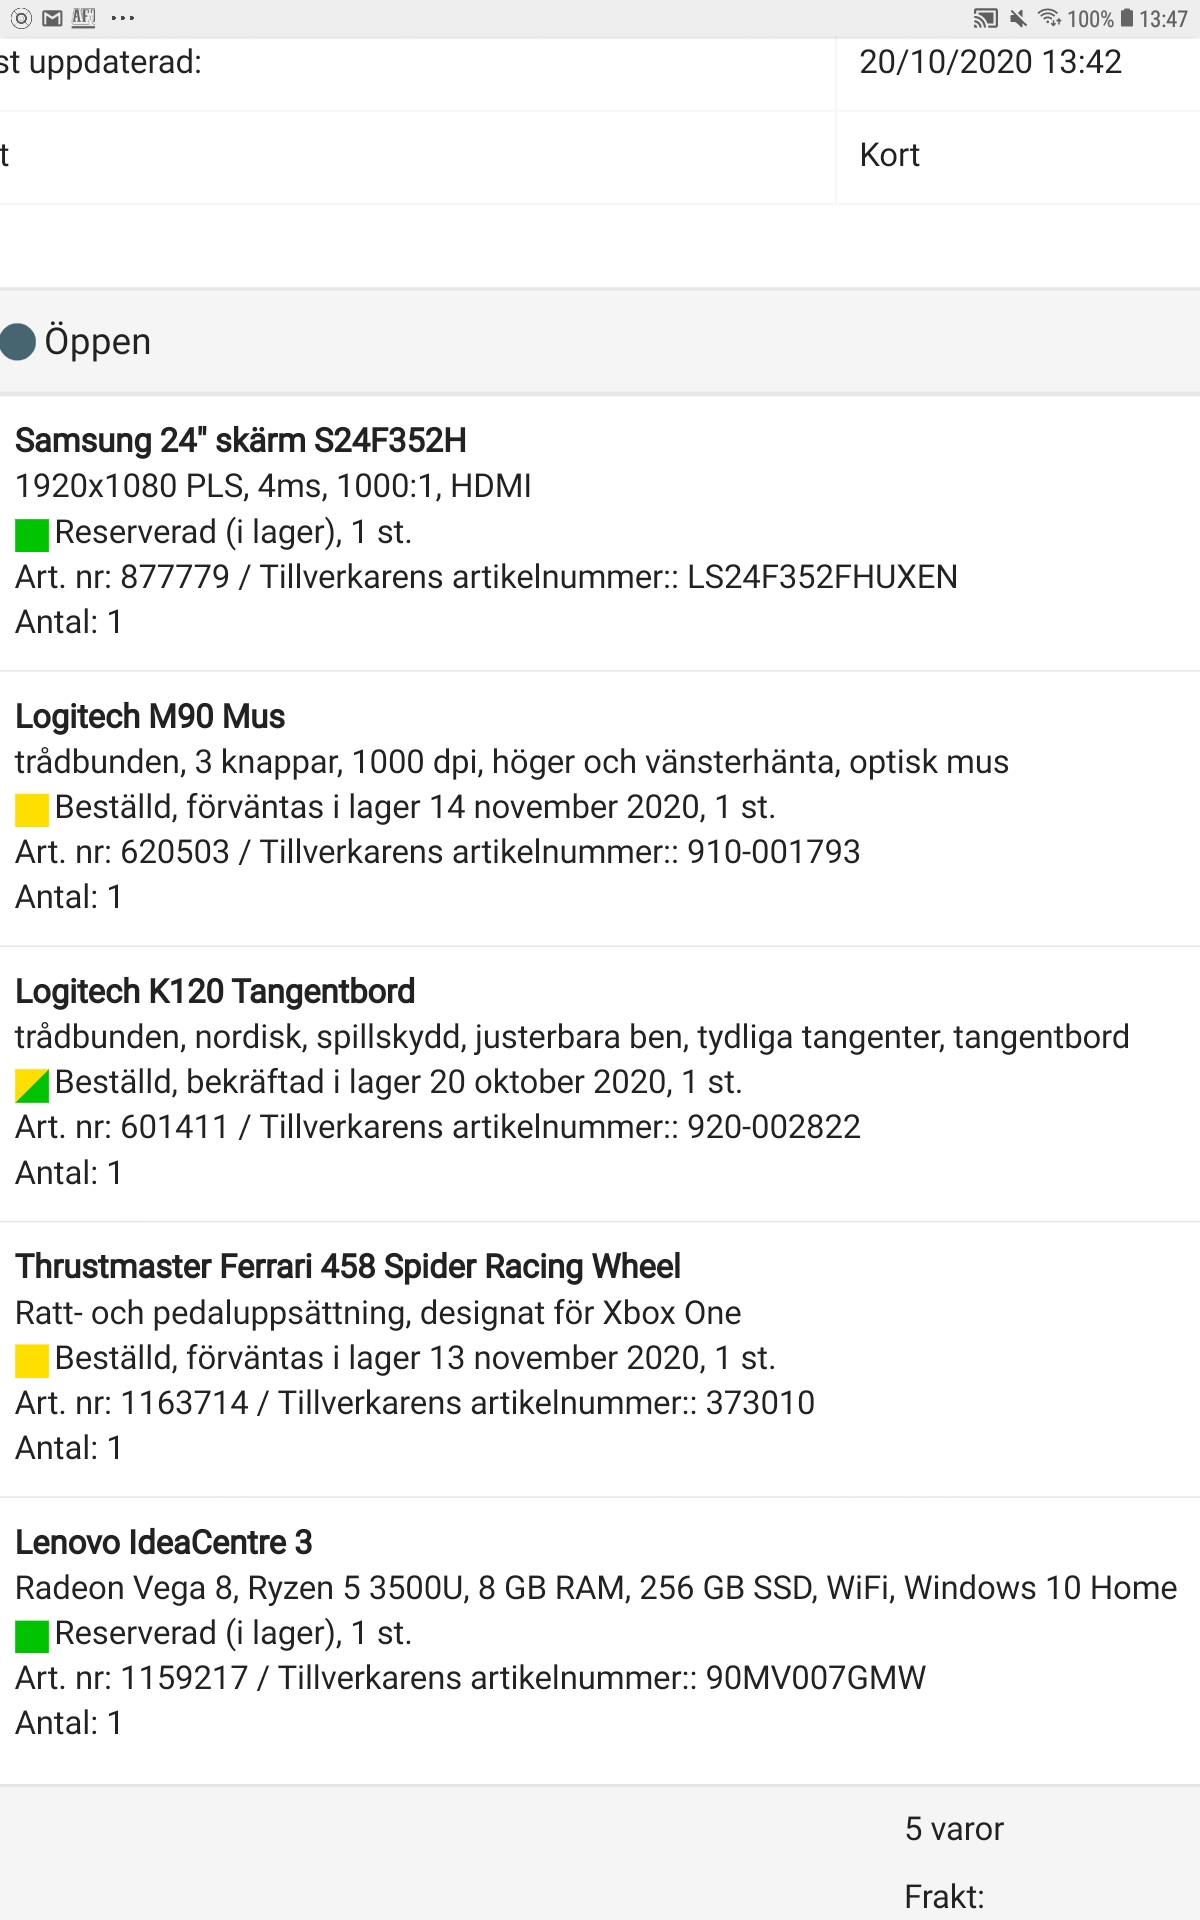 100% 13:47
st uppdaterad: 20/10/2020 13:42
t Kort
Öppen
Samsung 24" skärm S24F352H
1920x1080 PLS, 4ms, 1000:1, HDMI
Reserverad (i lager), 1 st.
Art. nr: 877779 / Tillverkarens artikelnummer:: LS24F352FHUXEN
Antal: 1
Logitech M90 Mus
trådbunden, 3 knappar, 1000 dpi, höger och vänsterhänta, optisk mus
Beställd, förväntas i lager 14 november 2020, 1 st.
Art. nr: 620503 / Tillverkarens artikelnummer:: 910-001793
Antal: 1
Logitech K120 Tangentbord
trådbunden, nordisk, spillskydd, justerbara ben, tydliga tangenter, tangentbord
Beställd, bekräftad i lager 20 oktober 2020, 1 st.
Art. nr: 601411 / Tillverkarens artikelnummer:: 920-002822
Antal: 1
Thrustmaster Ferrari 458 Spider Racing Wheel
Ratt- och pedaluppsättning, designat för Xbox One
Beställd, förväntas i lager 13 november 2020, 1 st.
Art. nr: 1163714 / Tillverkarens artikelnummer:: 373010
Antal: 1
Lenovo IdeaCentre 3
Radeon Vega 8, Ryzen 5 3500U, 8 GB RAM, 256 GB SSD, WiFi, Windows 10 Home
Reserverad (i lager), 1 st.
Art. nr: 1159217 / Tillverkarens artikelnummer:: 90MV007GMW
Antal: 1
5 varor
Frakt: